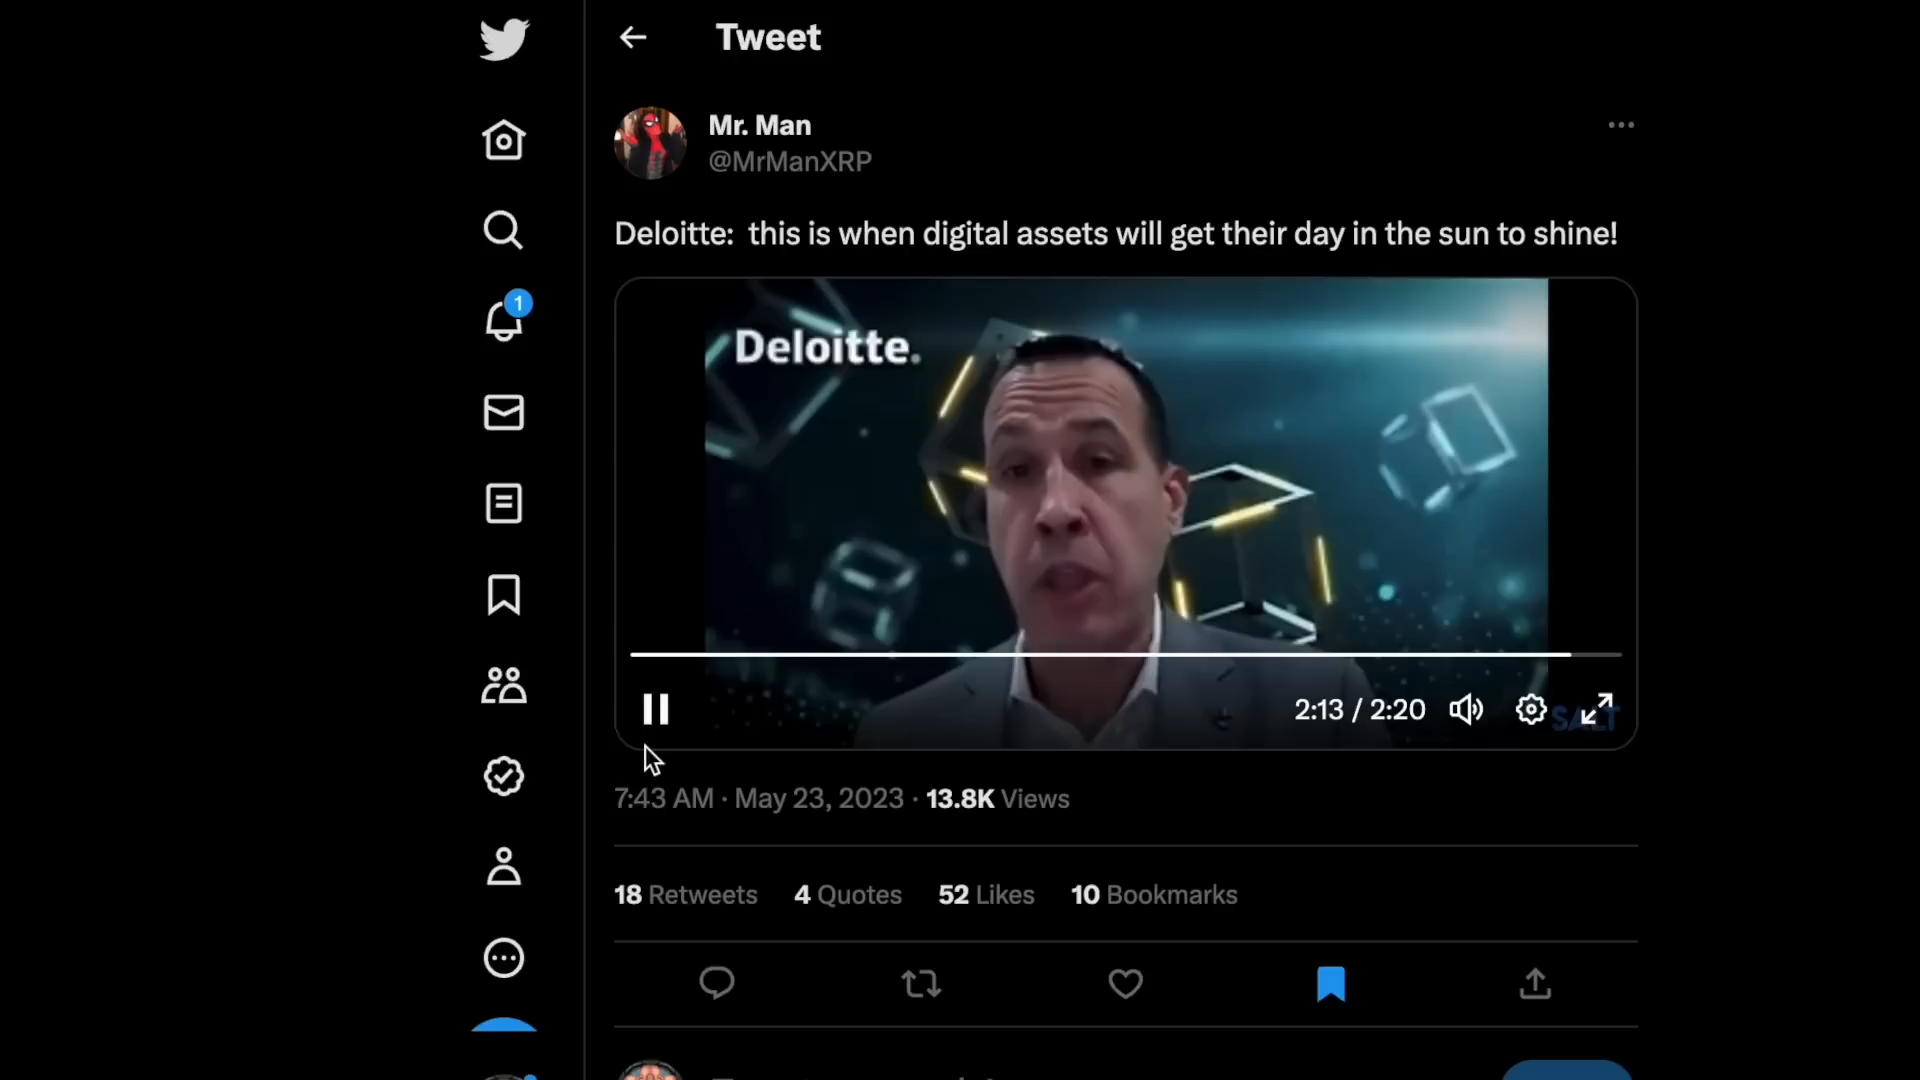 Tweet
Mr. Man
@MrManXRP
Deloitte: this is when digital assets will get their day in the sun to shine!
Deloitte.
2:13 / 2:20
SALT
1
7:43 AM · May 23, 2023 · 13.8K Views
18 Retweets 4 Quotes 52 Likes 10 Bookmarks